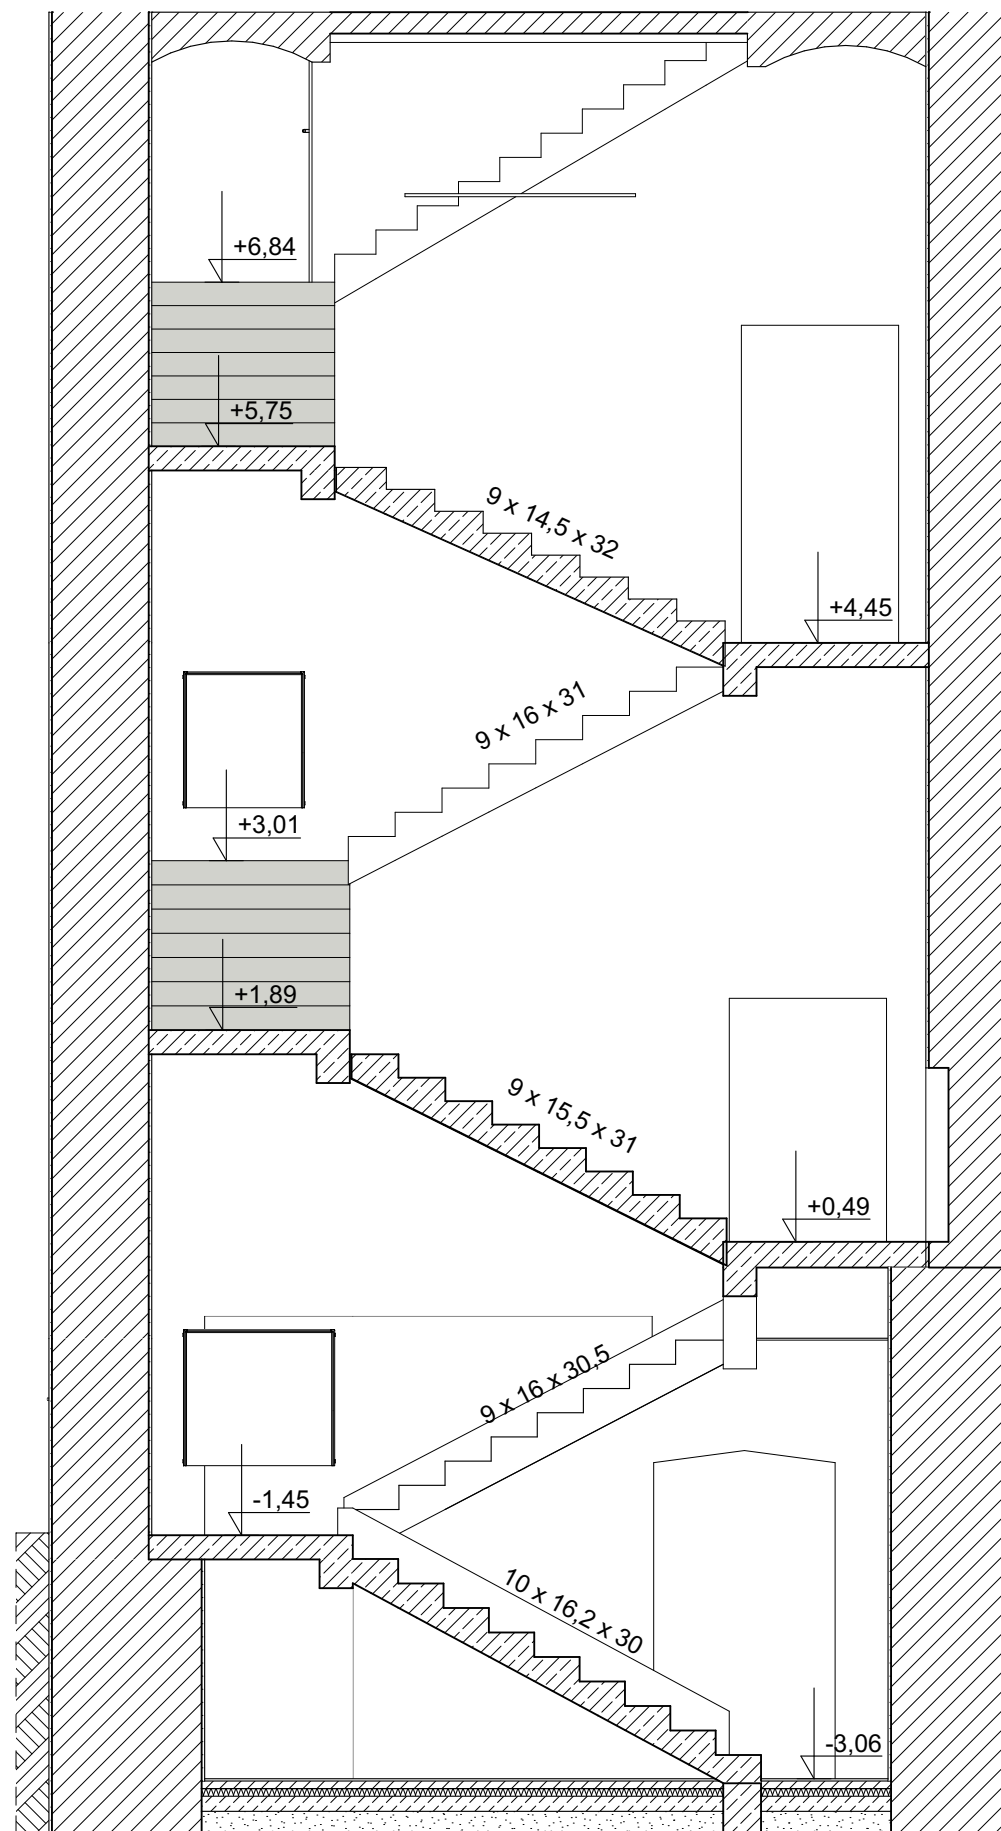 +6,84
+5,75
9 x 14,5 x 32
+4,45
9 x 16 x 31
+3,01
+1,89
9 x 15,5 x 31
+0,49
9 x 16 x 30,5
-1,45
10 x 16,2 x 30
-3,06